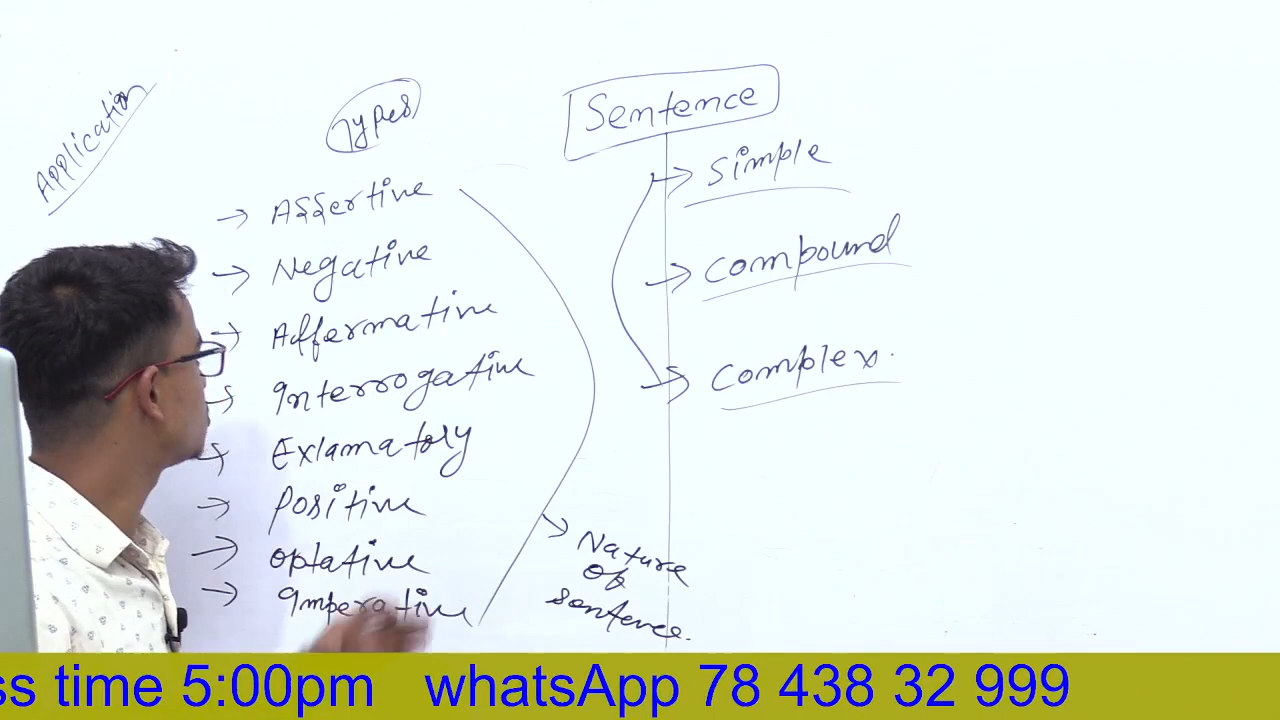 Application
Types
Assertive
Negative
Affermative
Interrogative
Exlamatory
Positive
Optative
Imperative
Sentence
Simple
Compound
Complex.
Nature
Of
sentence.
ss time 5:00pm whatsApp 78 438 32 999